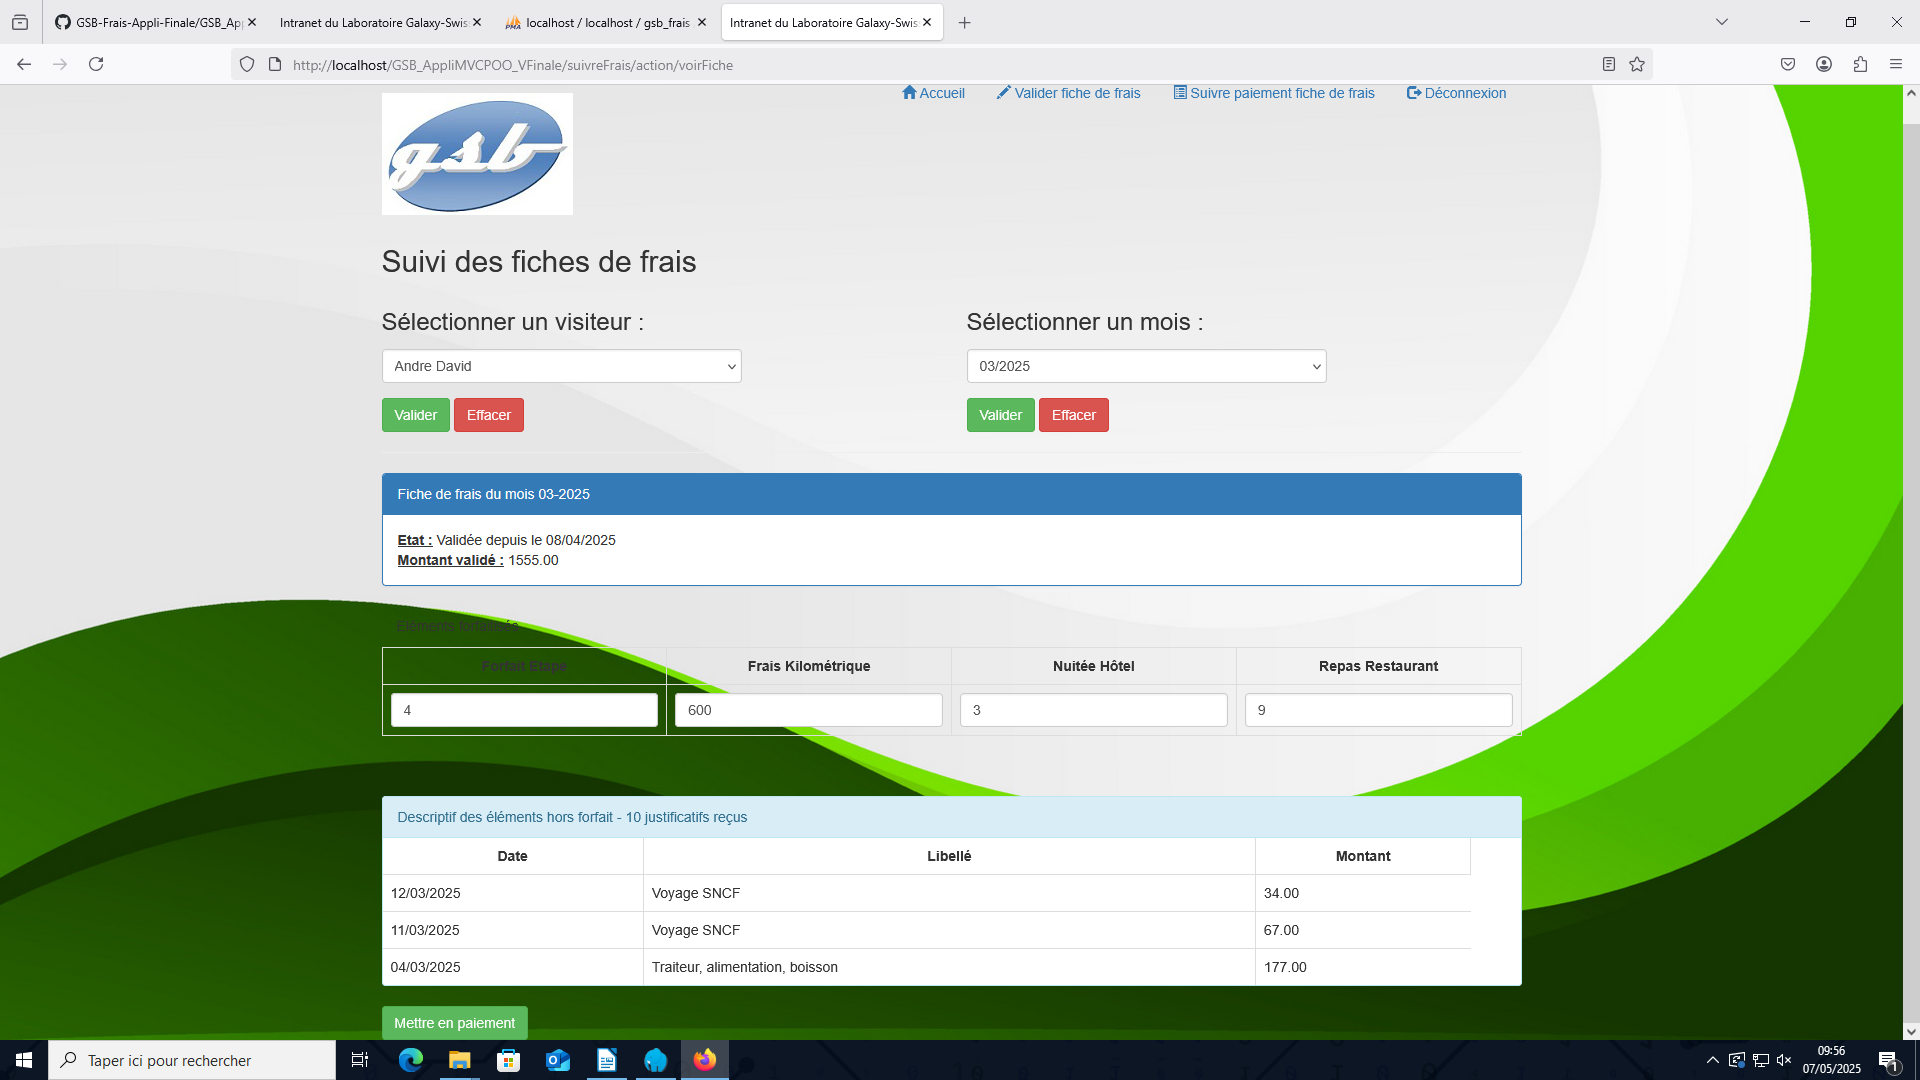 GSB-Frais-Appli-Finale/GSB_Ap
Intranet du Laboratoire Galaxy-Swis
localhost / localhost / gsb_frais
Intranet du Laboratoire Galaxy-Swis
http://localhost/GSB_AppliMVCPOO_VFinale/suivreFrais/action/voirFiche
Accueil
Valider fiche de frais
Suivre paiement fiche de frais
Déconnexion
gsb
Suivi des fiches de frais
Sélectionner un visiteur :
Sélectionner un mois :
Andre David
03/2025
Valider
Effacer
Valider
Effacer
Fiche de frais du mois 03-2025
Etat : Validée depuis le 08/04/2025
Montant validé : 1555.00
Eléments forfaitisés
Forfait Etape
Frais Kilométrique
Nuitée Hôtel
Repas Restaurant
4
600
3
9
Descriptif des éléments hors forfait - 10 justificatifs reçus
Date
Libellé
Montant
12/03/2025
Voyage SNCF
34.00
11/03/2025
Voyage SNCF
67.00
04/03/2025
Traiteur, alimentation, boisson
177.00
Mettre en paiement
Taper ici pour rechercher
09:56
07/05/2025
1